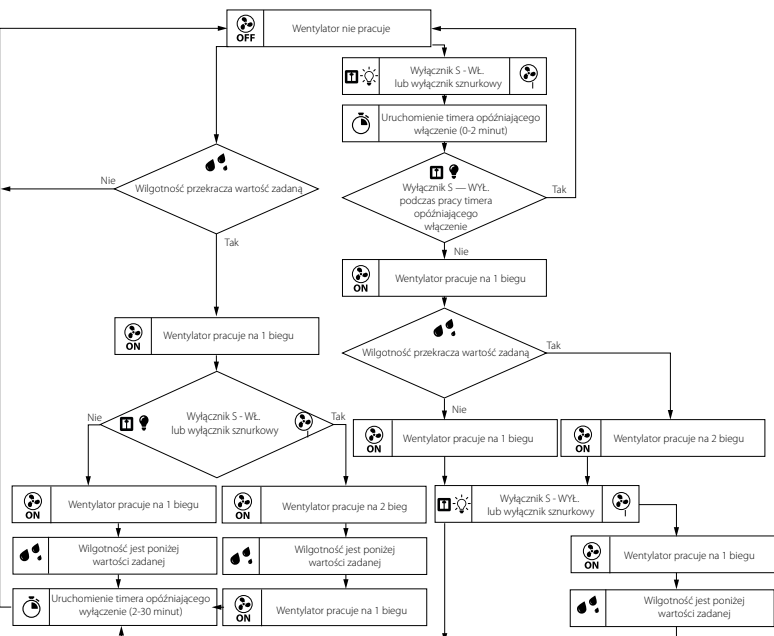 OFF
Wentylator nie pracuje
Wyłącznik S - WŁ.
lub wyłącznik sznurkowy
Uruchomienie timera opóźniającego
włączenie (0-2 minut)
Wilgotność przekracza wartość zadaną
Nie
Tak
Wyłącznik S — WYŁ.
podczas pracy timera
opóźniającego
włączenie
Tak
Nie
ON
Wentylator pracuje na 1 biegu
ON
Wentylator pracuje na 1 biegu
Wilgotność przekracza wartość zadaną
Tak
Nie
Nie
Wyłącznik S - WŁ.
lub wyłącznik sznurkowy
Tak
ON
Wentylator pracuje na 1 biegu
ON
Wentylator pracuje na 2 biegu
ON
Wentylator pracuje na 1 biegu
ON
Wentylator pracuje na 2 bieg
Wyłącznik S - WYŁ.
lub wyłącznik sznurkowy
Wilgotność jest poniżej
wartości zadanej
Wilgotność jest poniżej
wartości zadanej
ON
Wentylator pracuje na 1 biegu
Uruchomienie timera opóźniającego
wyłączenie (2-30 minut)
ON
Wentylator pracuje na 1 biegu
Wilgotność jest poniżej
wartości zadanej